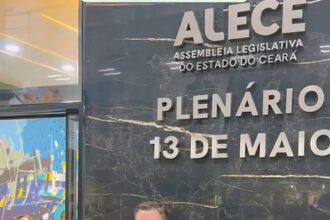 ALECE
ASSEMBLEIA LEGISLATIVA
DO ESTADO DO CEARÁ
PLENÁRIO
13 DE MAIO